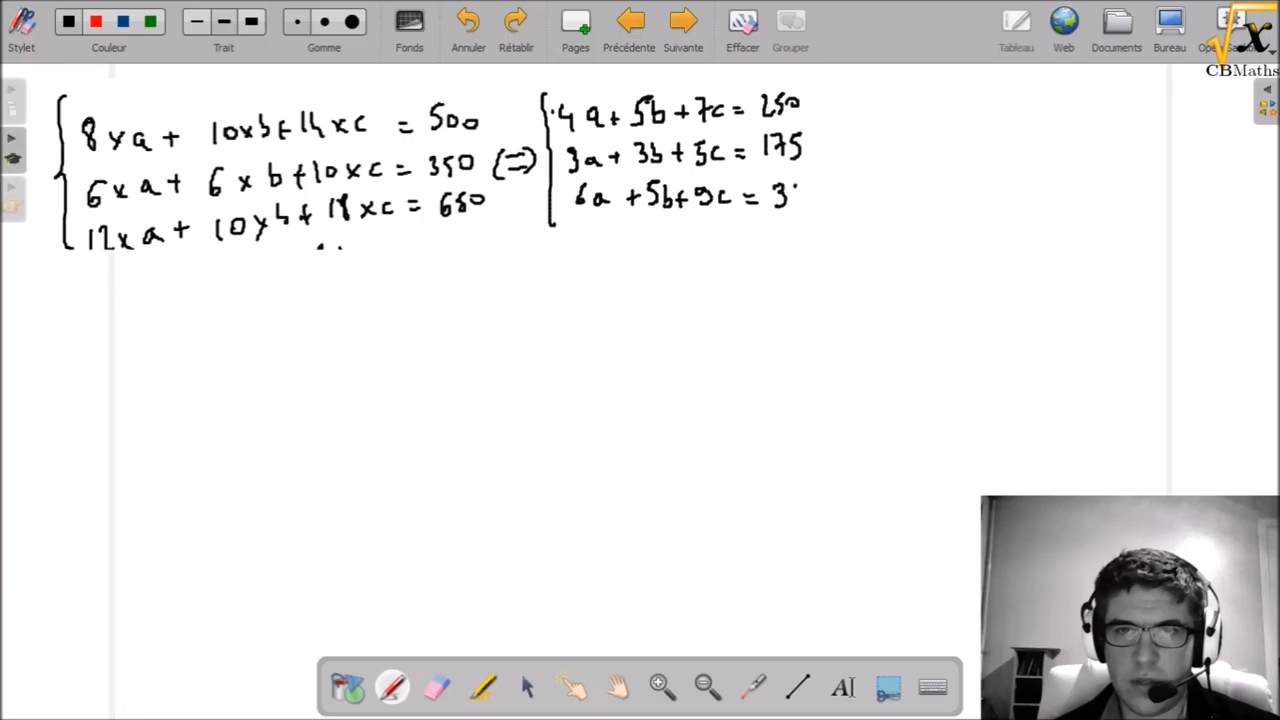 Stylet Couleur Trait Gomme Fonds Annuler Rétablir Pages Précédente Suivante Effacer Grouper Tableau Web Documents Bureau
CBMaths
8 x a + 10 x b + 14 x c = 500
6 x a + 6 x b + 10 x c = 350
12 x a + 10 x b + 18 x c = 650
<=>
4a + 5b + 7c = 250
3a + 3b + 5c = 175
6a + 5b + 9c = 3
AI